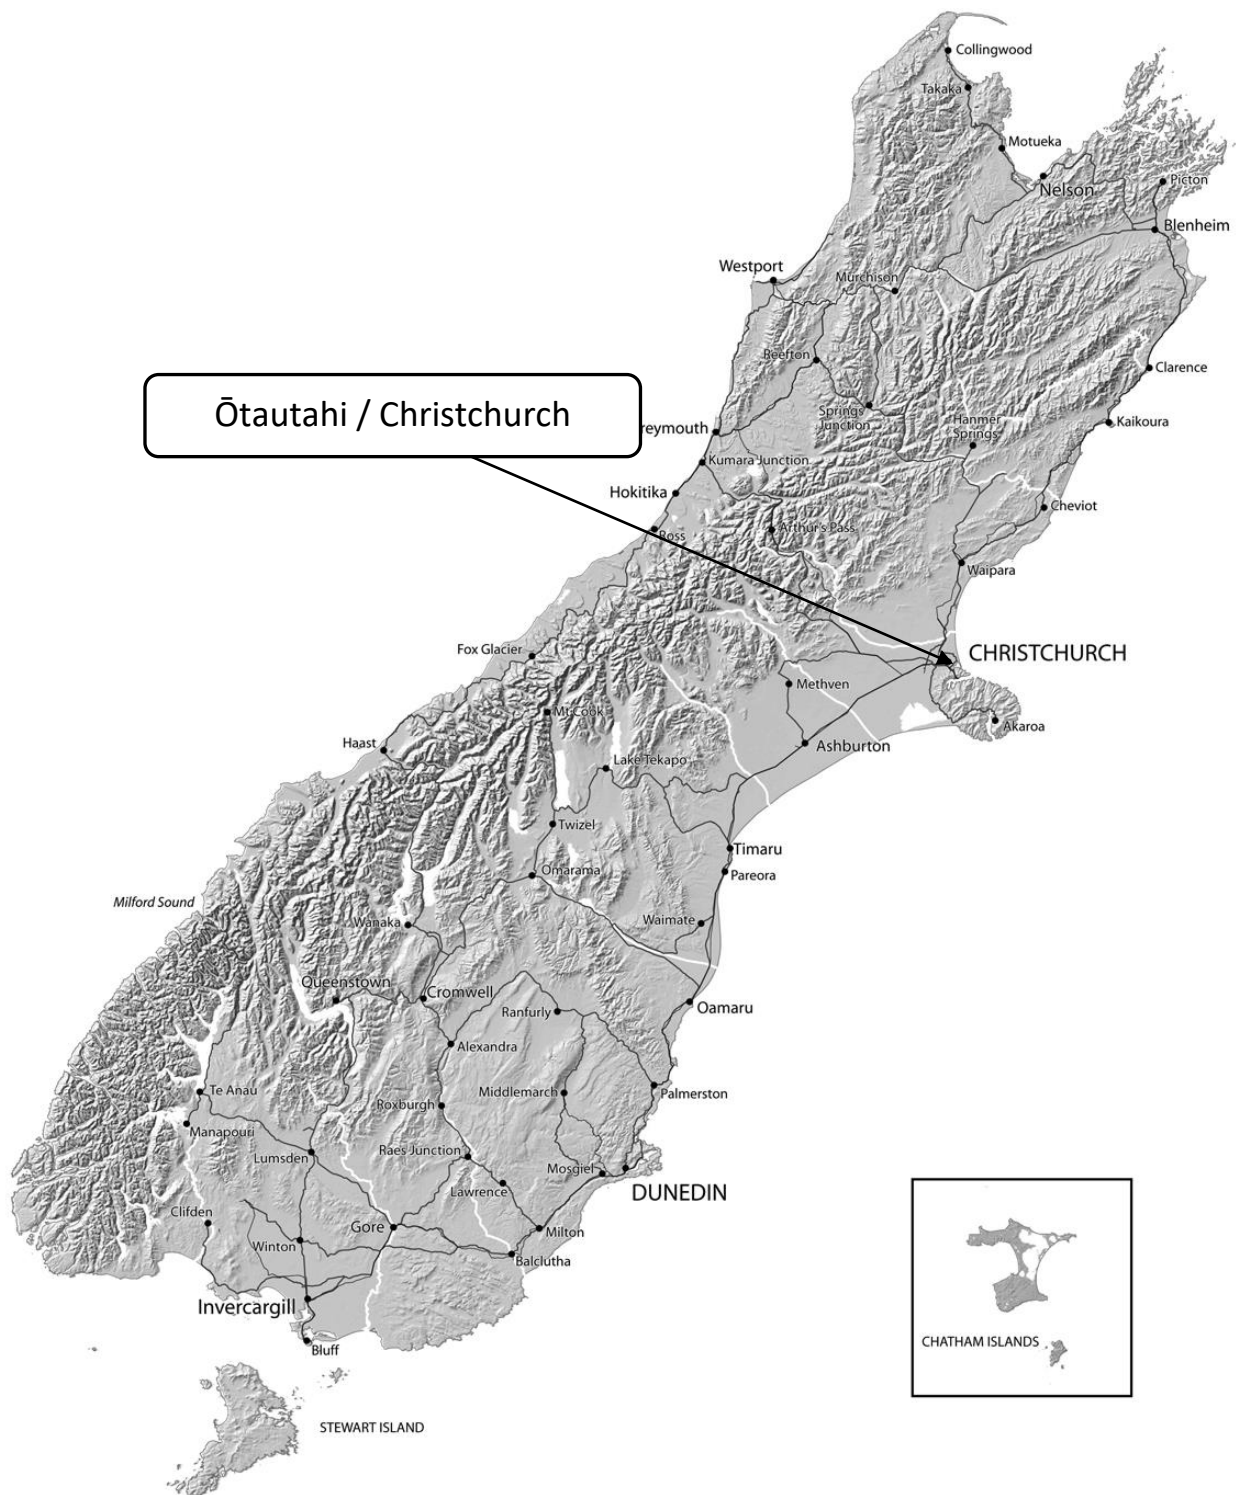 Collingwood
Takaka
Motueka
Nelson
Picton
Blenheim
Westport
Murchison
Reefton
Clarence
Ōtautahi / Christchurch
Springs
Junction
Hanmer
Springs
Kaikoura
reymouth
Kumara Junction
Hokitika
Cheviot
Ross
Arthur's Pass
Waipara
Fox Glacier
CHRISTCHURCH
Methven
Mt Cook
Akaroa
Haast
Ashburton
Lake Tekapo
Twizel
Timaru
Omarama
Pareora
Milford Sound
Wanaka
Waimate
Queenstown
Cromwell
Ranfurly
Oamaru
Alexandra
Te Anau
Middlemarch
Palmerston
Roxburgh
Manapouri
Lumsden
Raes Junction
Mosgiel
Lawrence
DUNEDIN
Clifden
Gore
Milton
Winton
Balclutha
Invercargill
Bluff
CHATHAM ISLANDS
STEWART ISLAND